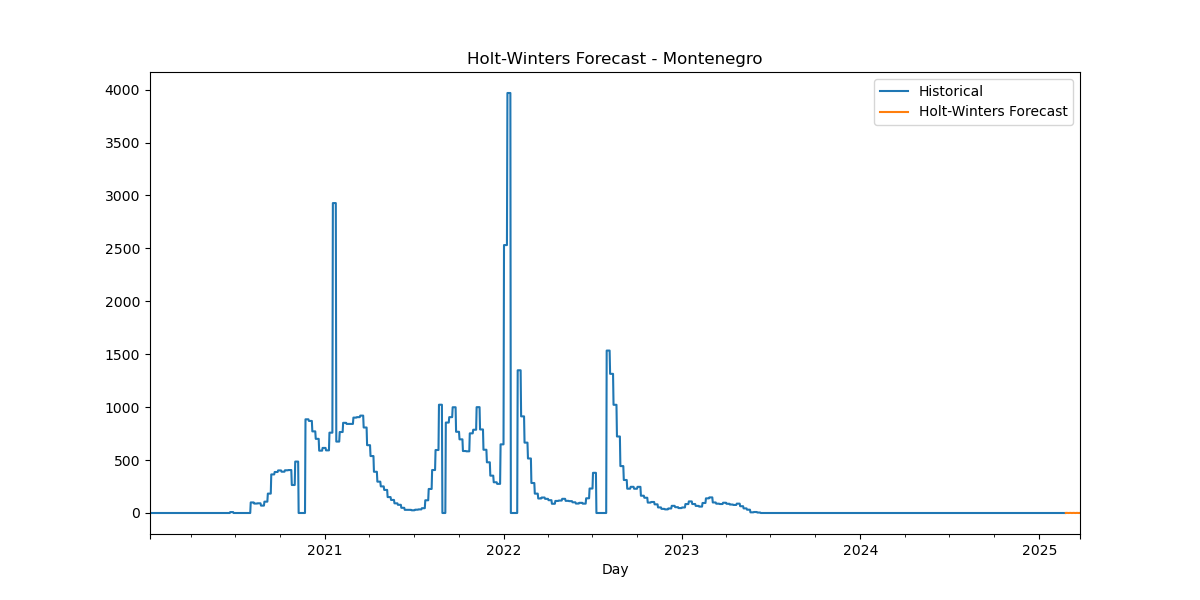 Holt-Winters Forecast - Montenegro
Historical
Holt-Winters Forecast
4000
3500
3000
2500
2000
1500
1000
500
0
2021 2022 2023 2024 2025
Day